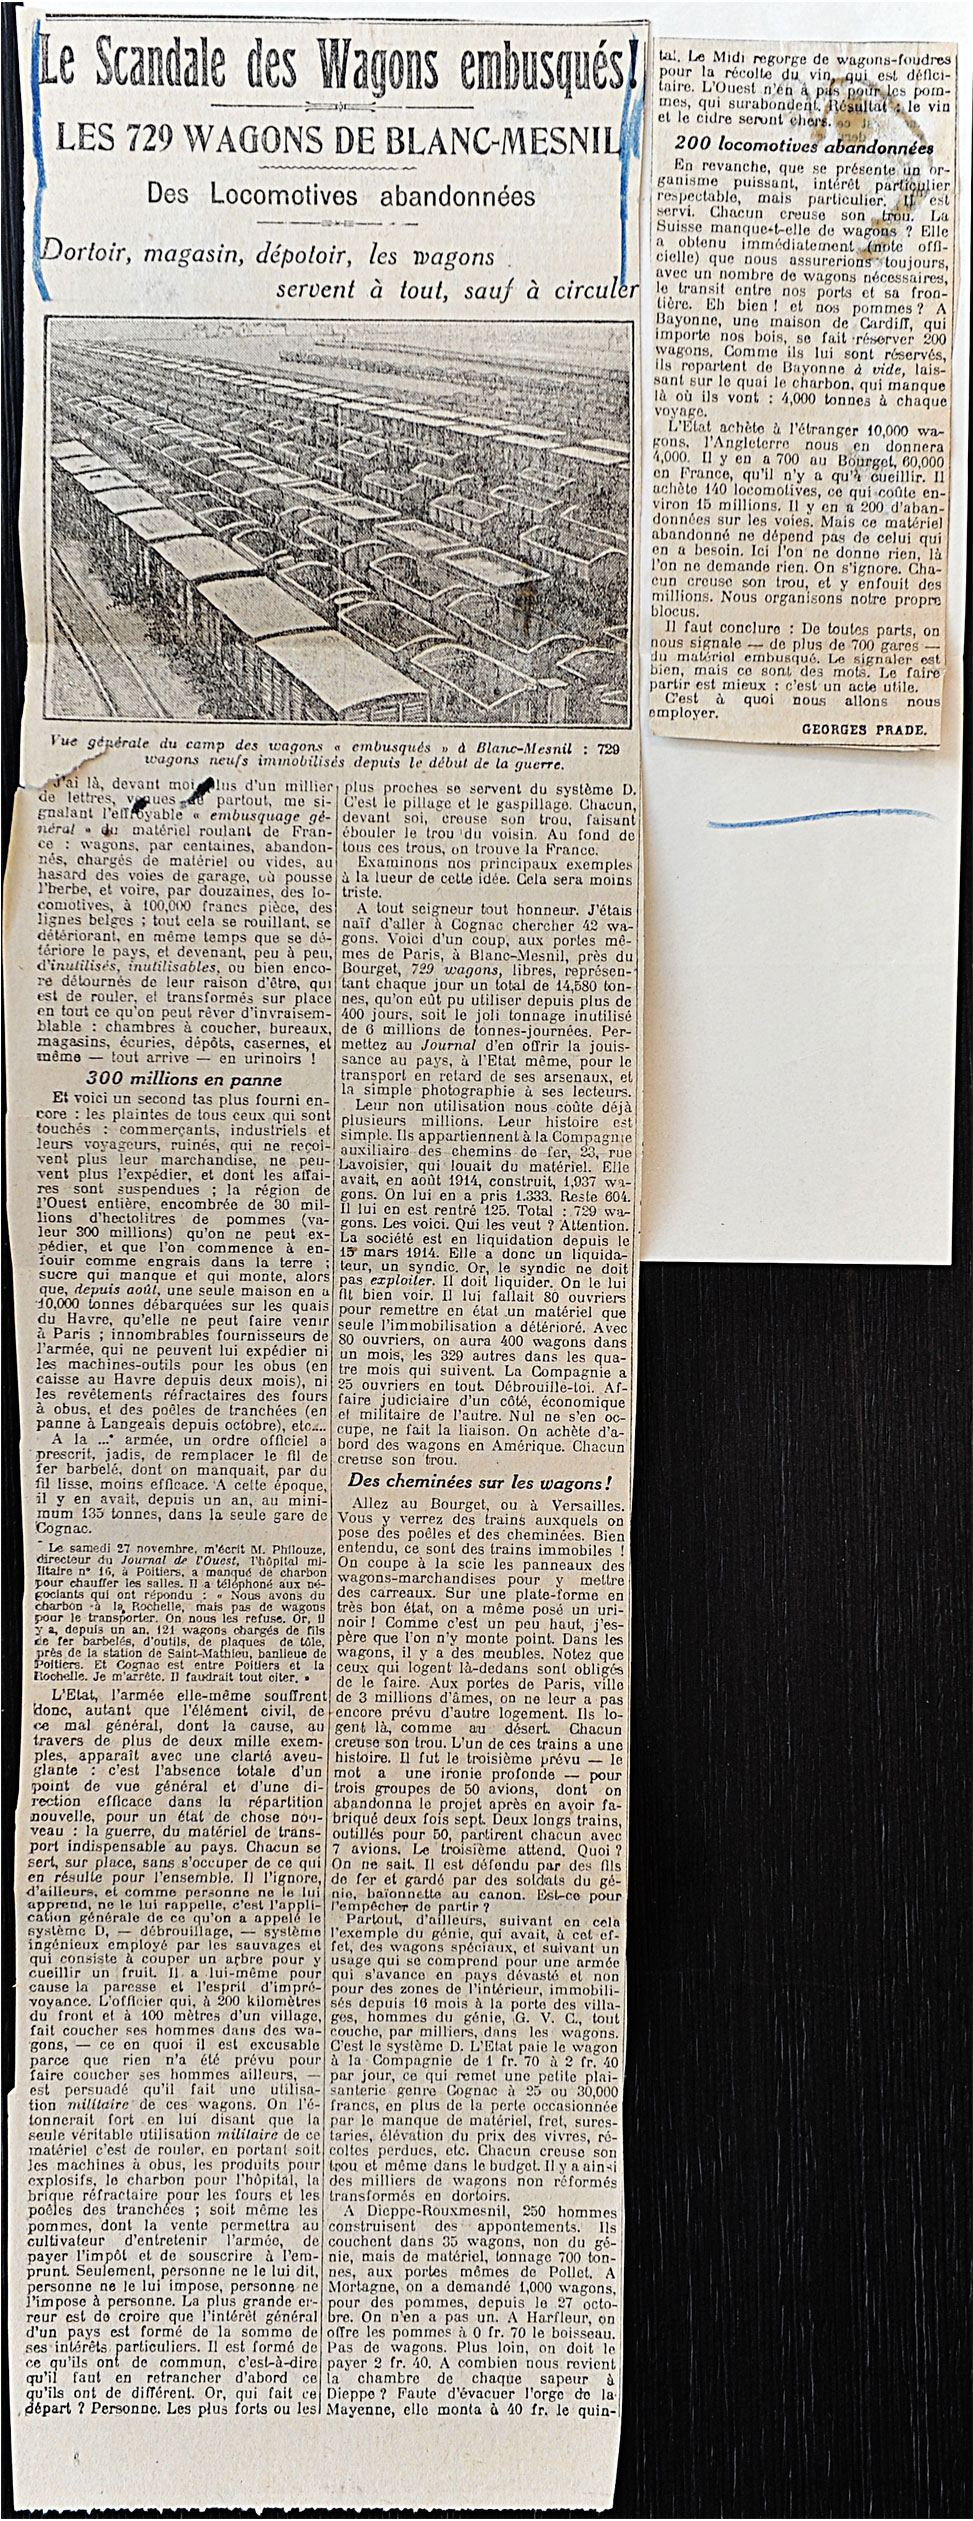 Le Scandale des Wagons embusqués!
LES 729 WAGONS DE BLANC-MESNIL
Des Locomotives abandonnées
Dortoir, magasin, dépotoir, les wagons
servent à tout, sauf à circuler
Vue générale du camp des wagons « embusqués » à Blanc-Mesnil : 729
wagons neufs immobilisés depuis le début de la guerre.
J'ai là, devant moi, plus d'un millier
de lettres, venues de partout, me si-
gnalant l'effroyable « embusquage gé-
néral » du matériel roulant de Fran-
ce : wagons, par centaines, abandon-
nés, chargés de matériel ou vides, au
hasard des voies de garage, où pousse
l'herbe, et voire, par douzaines, des lo-
comotives, à 100,000 francs pièce, des
lignes belges ; tout cela se rouillant, se
détériorant, en même temps que se dé-
tériore le pays, et devenant, peu à peu,
d'inutilisés, inutilisables, ou bien enco-
re détournés de leur raison d'être, qui
est de rouler, et transformés sur place
en tout ce qu'on peut rêver d'invraisem-
blable : chambres à coucher, bureaux,
magasins, écuries, dépôts, casernes, et
même — tout arrive — en urinoirs !
300 millions en panne
Et voici un second tas plus fourni en-
core : les plaintes de tous ceux qui sont
touchés : commerçants, industriels et
leurs voyageurs, ruinés, qui ne reçoi-
vent plus leur marchandise, ne peu-
vent plus l'expédier, et dont les affai-
res sont suspendues ; la région de
l'Ouest entière, encombrée de 30 mil-
lions d'hectolitres de pommes (va-
leur 300 millions) qu'on ne peut ex-
pédier, et que l'on commence à en-
fouir comme engrais dans la terre ;
sucre qui manque et qui monte, alors
que, depuis août, une seule maison en a
10,000 tonnes débarquées sur les quais
du Havre, qu'elle ne peut faire venir
à Paris ; innombrables fournisseurs de
l'armée, qui ne peuvent lui expédier ni
les machines-outils pour les obus (en
caisse au Havre depuis deux mois), ni
les revêtements réfractaires des fours
à obus, et des poêles de tranchées (en
panne à Langeais depuis octobre), etc...
A la ...e armée, un ordre officiel a
prescrit, jadis, de remplacer le fil de
fer barbelé, dont on manquait, par du
fil lisse, moins efficace. A cette époque,
il y en avait, depuis un an, au mini-
mum 135 tonnes, dans la seule gare de
Cognac.
Le samedi 27 novembre, m'écrit M. Philouze,
directeur du Journal de l'Ouest, l'hôpital mi-
litaire n° 16, à Poitiers, a manqué de charbon
pour chauffer les salles. Il a téléphoné aux né-
gociants qui ont répondu : « Nous avons du
charbon à la Rochelle, mais pas de wagons
pour le transporter. On nous les refuse. Or, il
y a, depuis un an, 121 wagons chargés de fils
de fer barbelés, d'outils, de plaques de tôle,
près de la station de Saint-Mathieu, banlieue de
Poitiers. Et Cognac est entre Poitiers et la
Rochelle. Je m'arrête. Il faudrait tout citer. »
L'Etat, l'armée elle-même souffrent
donc, autant que l'élément civil, de
ce mal général, dont la cause, au
travers de plus de deux mille exem-
ples, apparaît avec une clarté aveu-
glante : c'est l'absence totale d'un
point de vue général et d'une di-
rection efficace dans la répartition
nouvelle, pour un état de chose nou-
veau : la guerre, du matériel de trans-
port indispensable au pays. Chacun se
sert, sur place, sans s'occuper de ce qui
en résulte pour l'ensemble. Il l'ignore,
d'ailleurs, et comme personne ne le lui
apprend, ne le lui rappelle, c'est l'appli-
cation générale de ce qu'on a appelé le
système D, — débrouillage, — système
ingénieux employé par les sauvages et
qui consiste à couper un arbre pour y
cueillir un fruit. Il a lui-même pour
cause la paresse et l'esprit d'impré-
voyance. L'officier qui, à 200 kilomètres
du front et à 100 mètres d'un village,
fait coucher ses hommes dans des wa-
gons, — ce en quoi il est excusable
parce que rien n'a été prévu pour
faire coucher ses hommes ailleurs, —
est persuadé qu'il fait une utilisa-
tion militaire de ces wagons. On l'é-
tonnerait fort en lui disant que la
seule véritable utilisation militaire de ce
matériel c'est de rouler, en portant soit
les machines à obus, les produits pour
explosifs, le charbon pour l'hôpital, la
brique réfractaire pour les fours et les
poêles des tranchées ; soit même les
pommes, dont la vente permettra au
cultivateur d'entretenir l'armée, de
payer l'impôt et de souscrire à l'em-
prunt. Seulement, personne ne le lui dit,
personne ne le lui impose, personne ne
l'impose à personne. La plus grande er-
reur est de croire que l'intérêt général
d'un pays est formé de la somme de
ses intérêts particuliers. Il est formé de
ce qu'ils ont de commun, c'est-à-dire
qu'il faut en retrancher d'abord ce
qu'ils ont de différent. Or, qui fait ce
départ ? Personne. Les plus forts ou les
plus proches se servent du système D.
C'est le pillage et le gaspillage. Chacun,
devant soi, creuse son trou, faisant
ébouler le trou du voisin. Au fond de
tous ces trous, on trouve la France.
Examinons nos principaux exemples
à la lueur de cette idée. Cela sera moins
triste.
A tout seigneur tout honneur. J'étais
naïf d'aller à Cognac chercher 42 wa-
gons. Voici d'un coup, aux portes mê-
mes de Paris, à Blanc-Mesnil, près du
Bourget, 729 wagons, libres, représen-
tant chaque jour un total de 14,580 ton-
nes, qu'on eût pu utiliser depuis plus de
400 jours, soit le joli tonnage inutilisé
de 6 millions de tonnes-journées. Per-
mettez au Journal d'en offrir la jouis-
sance au pays, à l'Etat même, pour le
transport en retard de ses arsenaux, et
la simple photographie à ses lecteurs.
Leur non utilisation nous coûte déjà
plusieurs millions. Leur histoire est
simple. Ils appartiennent à la Compagnie
auxiliaire des chemins de fer, 23, rue
Lavoisier, qui louait du matériel. Elle
avait, en août 1914, construit, 1,937 wa-
gons. On lui en a pris 1.333. Reste 604.
Il lui en est rentré 125. Total : 729 wa-
gons. Les voici. Qui les veut ? Attention.
La société est en liquidation depuis le
15 mars 1914. Elle a donc un liquida-
teur, un syndic. Or, le syndic ne doit
pas exploiter. Il doit liquider. On le lui
fit bien voir. Il lui fallait 80 ouvriers
pour remettre en état un matériel que
seule l'immobilisation a détérioré. Avec
80 ouvriers, on aura 400 wagons dans
un mois, les 329 autres dans les qua-
tre mois qui suivent. La Compagnie a
25 ouvriers en tout. Débrouille-toi. Af-
faire judiciaire d'un côté, économique
et militaire de l'autre. Nul ne s'en oc-
cupe, ne fait la liaison. On achète d'a-
bord des wagons en Amérique. Chacun
creuse son trou.
Des cheminées sur les wagons !
Allez au Bourget, ou à Versailles.
Vous y verrez des trains auxquels on
pose des poêles et des cheminées. Bien
entendu, ce sont des trains immobiles !
On coupe à la scie les panneaux des
wagons-marchandises pour y mettre
des carreaux. Sur une plate-forme en
très bon état, on a même posé un uri-
noir ! Comme c'est un peu haut, j'es-
père que l'on n'y monte point. Dans les
wagons, il y a des meubles. Notez que
ceux qui logent là-dedans sont obligés
de le faire. Aux portes de Paris, ville
de 3 millions d'âmes, on ne leur a pas
encore prévu d'autre logement. Ils lo-
gent là, comme au désert. Chacun
creuse son trou. L'un de ces trains a une
histoire. Il fut le troisième prévu — le
mot a une ironie profonde — pour
trois groupes de 50 avions, dont on
abandonna le projet après en avoir fa-
briqué deux fois sept. Deux longs trains,
outillés pour 50, partirent chacun avec
7 avions. Le troisième attend. Quoi ?
On ne sait. Il est défendu par des fils
de fer et gardé par des soldats du gé-
nie, baïonnette au canon. Est-ce pour
l'empêcher de partir ?
Partout, d'ailleurs, suivant en cela
l'exemple du génie, qui avait, à cet ef-
fet, des wagons spéciaux, et suivant un
usage qui se comprend pour une armée
qui s'avance en pays dévasté et non
pour des zones de l'intérieur, immobili-
sés depuis 16 mois à la porte des villa-
ges, hommes du génie, G. V. C., tout
couche, par milliers, dans les wagons.
C'est le système D. L'Etat paie le wagon
à la Compagnie de 1 fr. 70 à 2 fr. 40
par jour, ce qui remet une petite plai-
santerie genre Cognac à 25 ou 30,000
francs, en plus de la perte occasionnée
par le manque de matériel, fret, sures-
taries, élévation du prix des vivres, ré-
coltes perdues, etc. Chacun creuse son
trou et même dans le budget. Il y a ainsi
des milliers de wagons non réformés
transformés en dortoirs.
A Dieppe-Rouxmesnil, 250 hommes
construisent des appontements. Ils
couchent dans 35 wagons, non du gé-
nie, mais de matériel, tonnage 700 ton-
nes, aux portes mêmes de Pollet. A
Mortagne, on a demandé 1,000 wagons,
pour des pommes, depuis le 27 octo-
bre. On n'en a pas un. A Harfleur, on
offre les pommes à 0 fr. 70 le boisseau.
Pas de wagons. Plus loin, on doit le
payer 2 fr. 40. A combien nous revient
la chambre de chaque sapeur à
Dieppe ? Faute d'évacuer l'orge de la
Mayenne, elle monta à 40 fr. le quin-
tal. Le Midi regorge de wagons-foudres
pour la récolte du vin, qui est défici-
taire. L'Ouest n'en a pas pour les pom-
mes, qui surabondent. Résultat : le vin
et le cidre seront chers.
200 locomotives abandonnées
En revanche, que se présente un or-
ganisme puissant, intérêt particulier
respectable, mais particulier. Il est
servi. Chacun creuse son trou. La
Suisse manque-t-elle de wagons ? Elle
a obtenu immédiatement (note offi-
cielle) que nous assurerions toujours,
avec un nombre de wagons nécessaires,
le transit entre nos ports et sa fron-
tière. Eh bien ! et nos pommes ? A
Bayonne, une maison de Cardiff, qui
importe nos bois, se fait réserver 200
wagons. Comme ils lui sont réservés,
ils repartent de Bayonne à vide, lais-
sant sur le quai le charbon, qui manque
là où ils vont : 4,000 tonnes à chaque
voyage.
L'Etat achète à l'étranger 10,000 wa-
gons, l'Angleterre nous en donnera
4,000. Il y en a 700 au Bourget, 60,000
en France, qu'il n'y a qu'à cueillir. Il
achète 140 locomotives, ce qui coûte en-
viron 15 millions. Il y en a 200 d'aban-
données sur les voies. Mais ce matériel
abandonné ne dépend pas de celui qui
en a besoin. Ici l'on ne donne rien, là
l'on ne demande rien. On s'ignore. Cha-
cun creuse son trou, et y enfouit des
millions. Nous organisons notre propre
blocus.
Il faut conclure : De toutes parts, on
nous signale — de plus de 700 gares —
du matériel embusqué. Le signaler est
bien, mais ce sont des mots. Le faire
partir est mieux : c'est un acte utile.
C'est à quoi nous allons nous
employer.
GEORGES PRADE.